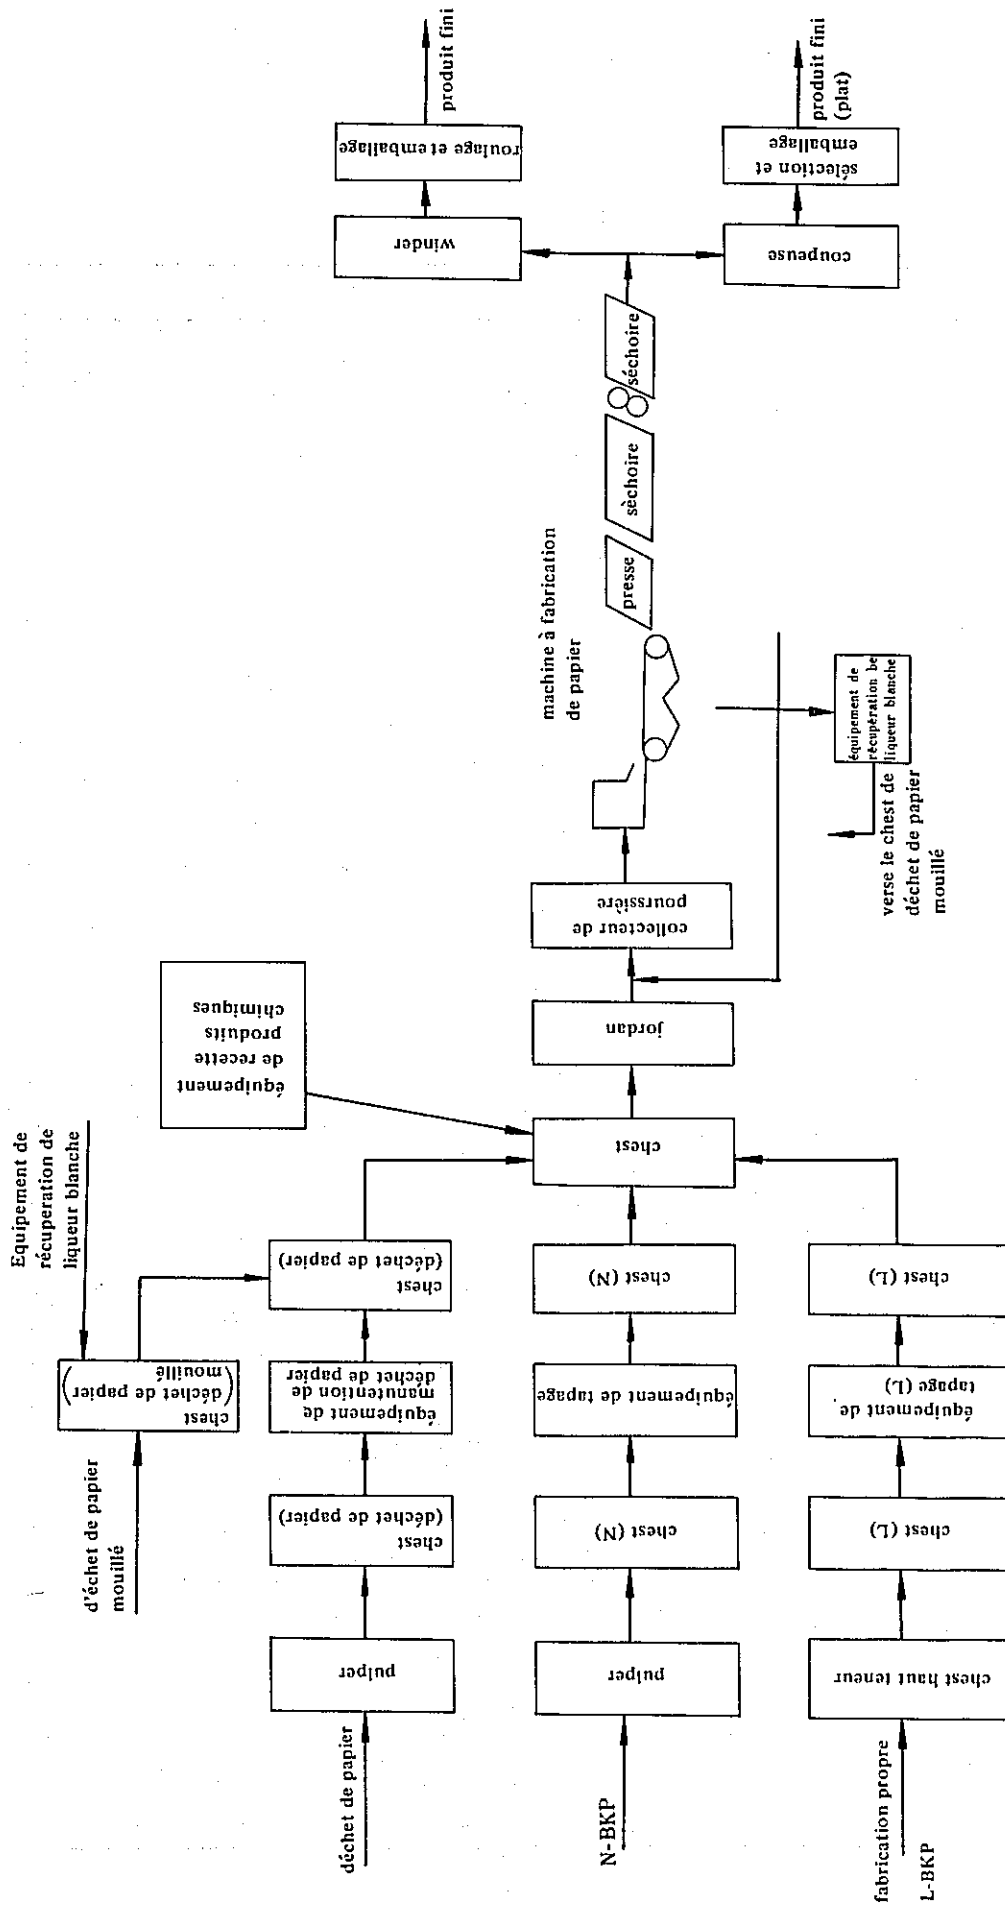 déchet de papier
pulper
chest
(déchet de papier)
équipement de
manutention de
déchet de papier
chest
(déchet de papier)
d'échet de papier
mouillé
chest
(déchet de papier
mouillé)
Equipement de
récuperation de
liqueur blanche
N-BKP
pulper
chest (N)
équipement de tapage
chest (N)
fabrication propre
L-BKP
chest haut teneur
chest (L)
équipement de
tapage (L)
chest (L)
équipement
de recette
produits
chimiques
chest
jordan
collecteur de
pourssière
machine à fabrication
de papier
presse
sèchoire
séchoire
équipement de
récupération be
liqueur blanche
verse le chest de
déchet de papier
mouillé
winder
roulage et emballage
produit fini
coupeuse
sélection et
emballage
produit fini
(plat)